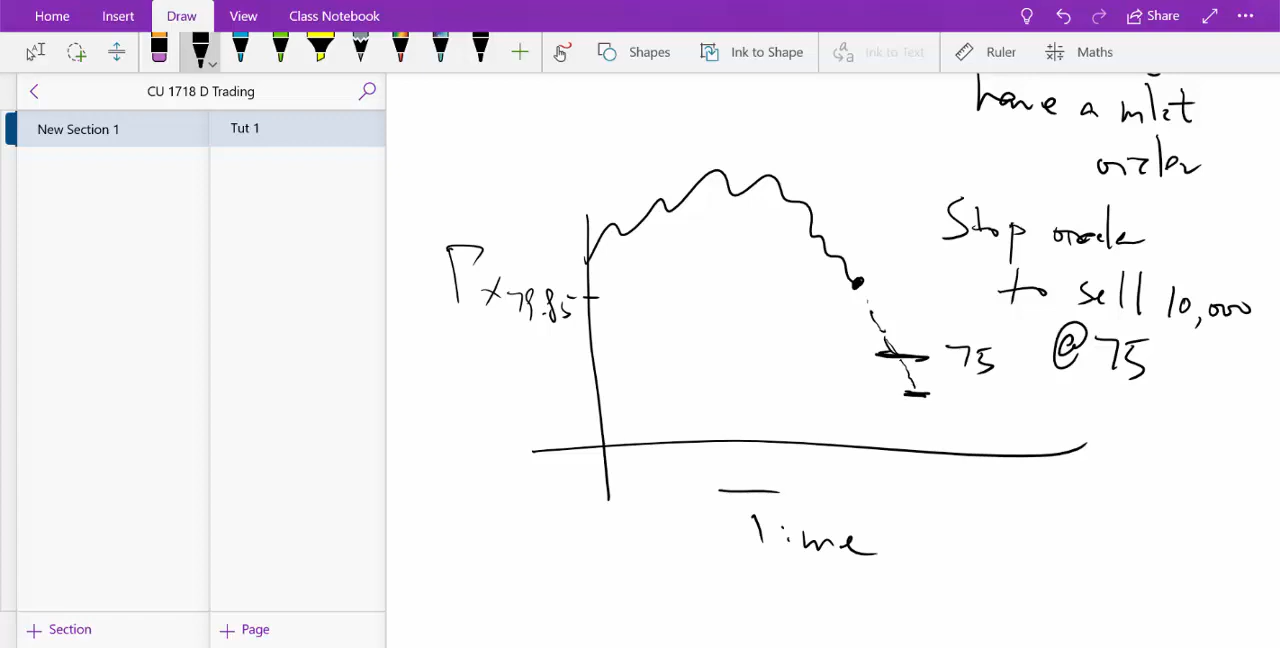 Home Insert Draw View Class Notebook Share
Shapes Ink to Shape Ink to Text Ruler Maths
CU 1718 D Trading
New Section 1 Tut 1
have a mkt
order
Stop order
to sell 10,000
@ 75
Px 79.85
75
Time
Section Page